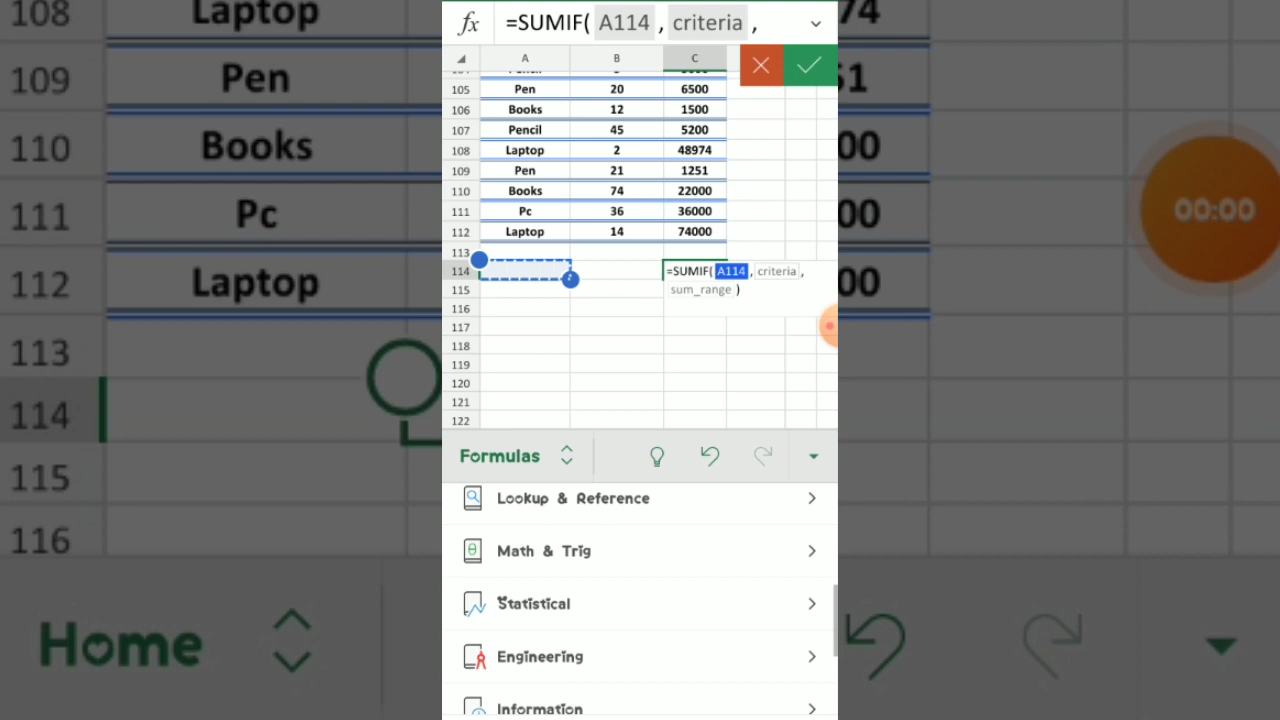 =SUMIF( A114 , criteria ,
A B C
105 Pen 20 6500
106 Books 12 1500
107 Pencil 45 5200
108 Laptop 2 48974
109 Pen 21 1251
110 Books 74 22000
111 Pc 36 36000
112 Laptop 14 74000
113
114 =SUMIF( A114 , criteria ,
115 sum_range )
116
117
118
119
120
121
122
Formulas
Lookup & Reference
Math & Trig
Statistical
Engineering
Information
108 Laptop 74
109 Pen 51
110 Books 00
111 Pc 00
112 Laptop 00
113
114
115
116
Home
00:00